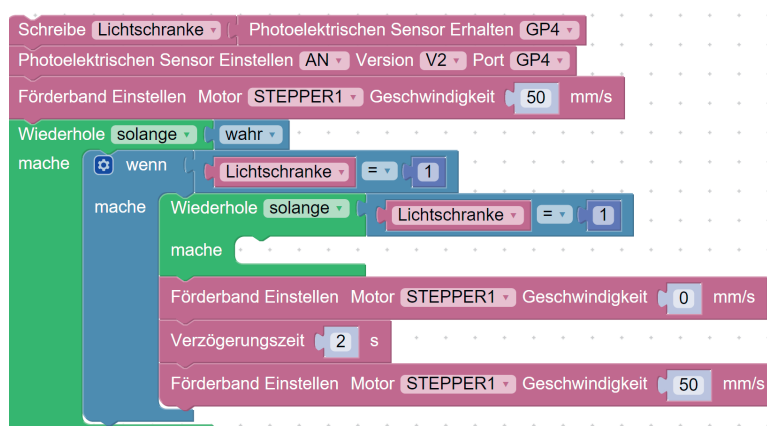 Schreibe Lichtschranke Photoelektrischen Sensor Erhalten GP4
Photoelektrischen Sensor Einstellen AN Version V2 Port GP4
Förderband Einstellen Motor STEPPER1 Geschwindigkeit 50 mm/s
Wiederhole solange wahr
mache wenn Lichtschranke = 1
mache Wiederhole solange Lichtschranke = 1
mache
Förderband Einstellen Motor STEPPER1 Geschwindigkeit 0 mm/s
Verzögerungszeit 2 s
Förderband Einstellen Motor STEPPER1 Geschwindigkeit 50 mm/s